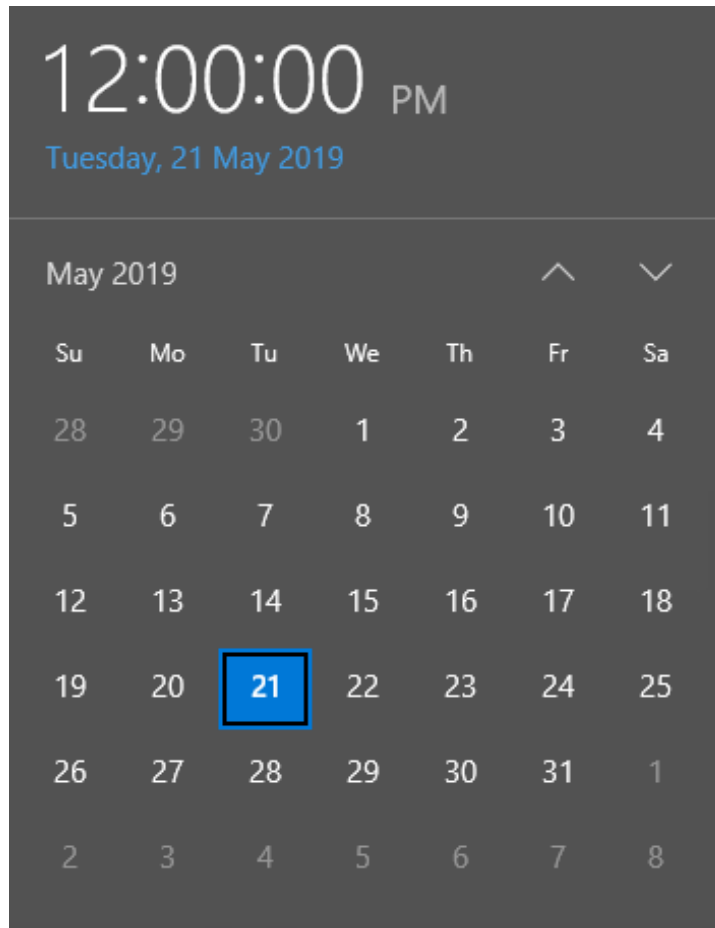 12:00:00 PM
Tuesday, 21 May 2019
May 2019
Su Mo Tu We Th Fr Sa
28 29 30 1 2 3 4
5 6 7 8 9 10 11
12 13 14 15 16 17 18
19 20 21 22 23 24 25
26 27 28 29 30 31 1
2 3 4 5 6 7 8